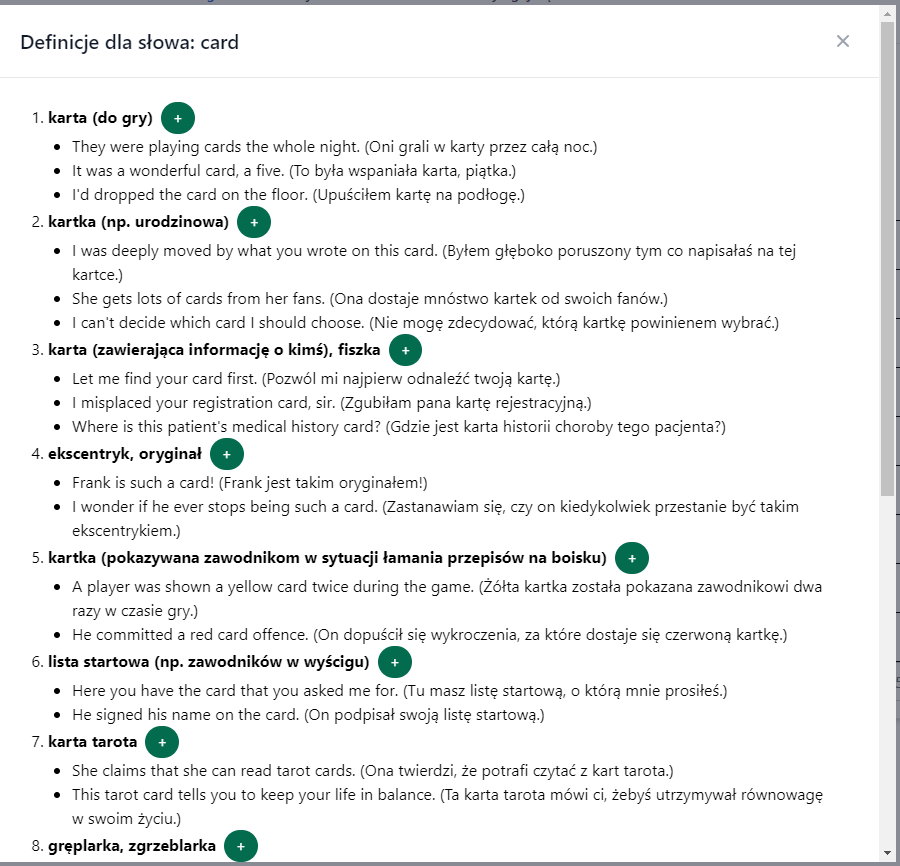 Definicje dla słowa: card
×
1. karta (do gry) +
• They were playing cards the whole night. (Oni grali w karty przez całą noc.)
• It was a wonderful card, a five. (To była wspaniała karta, piątka.)
• I'd dropped the card on the floor. (Upuściłem kartę na podłogę.)
2. kartka (np. urodzinowa) +
• I was deeply moved by what you wrote on this card. (Byłem głęboko poruszony tym co napisałaś na tej
kartce.)
• She gets lots of cards from her fans. (Ona dostaje mnóstwo kartek od swoich fanów.)
• I can't decide which card I should choose. (Nie mogę zdecydować, którą kartkę powinienem wybrać.)
3. karta (zawierająca informację o kimś), fiszka +
• Let me find your card first. (Pozwól mi najpierw odnaleźć twoją kartę.)
• I misplaced your registration card, sir. (Zgubiłam pana kartę rejestracyjną.)
• Where is this patient's medical history card? (Gdzie jest karta historii choroby tego pacjenta?)
4. ekscentryk, oryginał +
• Frank is such a card! (Frank jest takim oryginałem!)
• I wonder if he ever stops being such a card. (Zastanawiam się, czy on kiedykolwiek przestanie być takim
ekscentrykiem.)
5. kartka (pokazywana zawodnikom w sytuacji łamania przepisów na boisku) +
• A player was shown a yellow card twice during the game. (Żółta kartka została pokazana zawodnikowi dwa
razy w czasie gry.)
• He committed a red card offence. (On dopuścił się wykroczenia, za które dostaje się czerwoną kartkę.)
6. lista startowa (np. zawodników w wyścigu) +
• Here you have the card that you asked me for. (Tu masz listę startową, o którą mnie prosiłeś.)
• He signed his name on the card. (On podpisał swoją listę startową.)
7. karta tarota +
• She claims that she can read tarot cards. (Ona twierdzi, że potrafi czytać z kart tarota.)
• This tarot card tells you to keep your life in balance. (Ta karta tarota mówi ci, żebyś utrzymywał równowagę
w swoim życiu.)
8. gręplarka, zgrzeblarka +